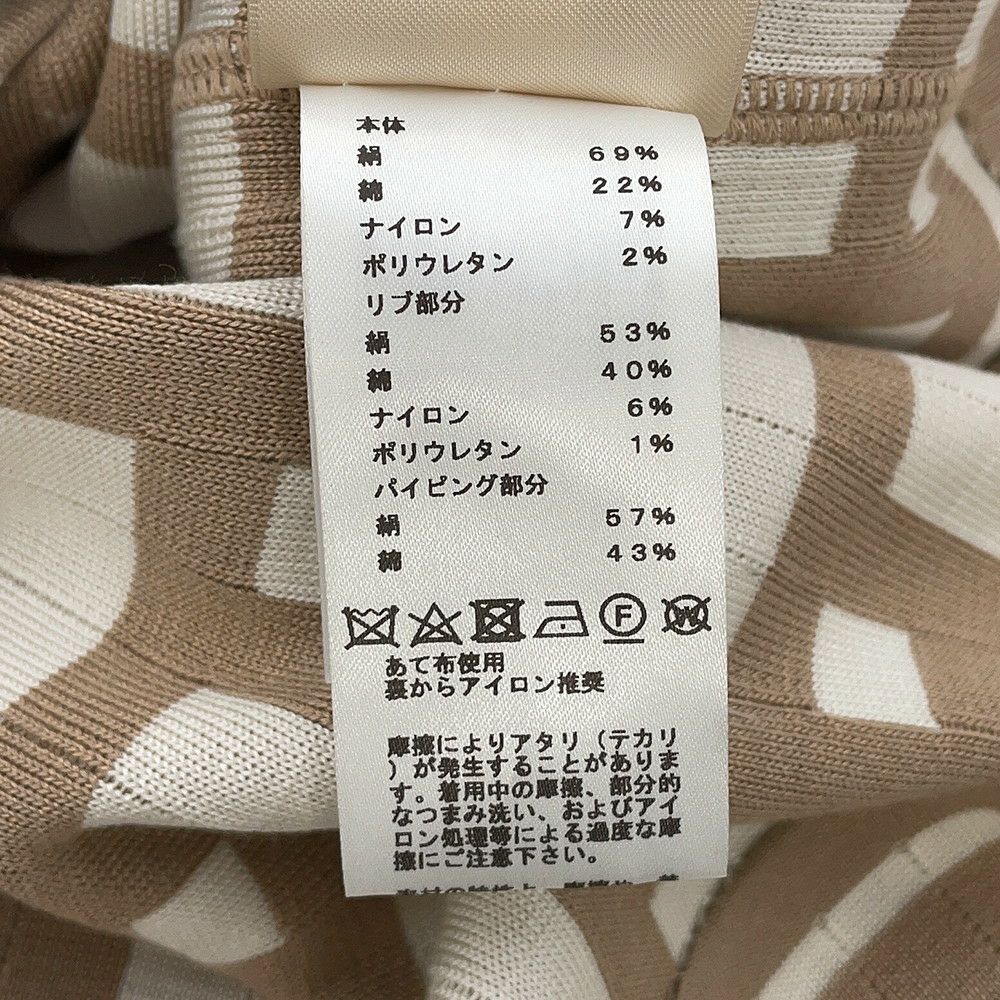 本体
絹 69%
綿 22%
ナイロン 7%
ポリウレタン 2%
リブ部分
絹 53%
綿 40%
ナイロン 6%
ポリウレタン 1%
パイピング部分
絹 57%
綿 43%
F W
あて布使用
裏からアイロン推奨
摩擦によりアタリ（テカリ
）が発生することがありま
す。着用中の摩擦、部分的
なつまみ洗い、およびアイ
ロン処理等による過度な摩
擦にご注意下さい。